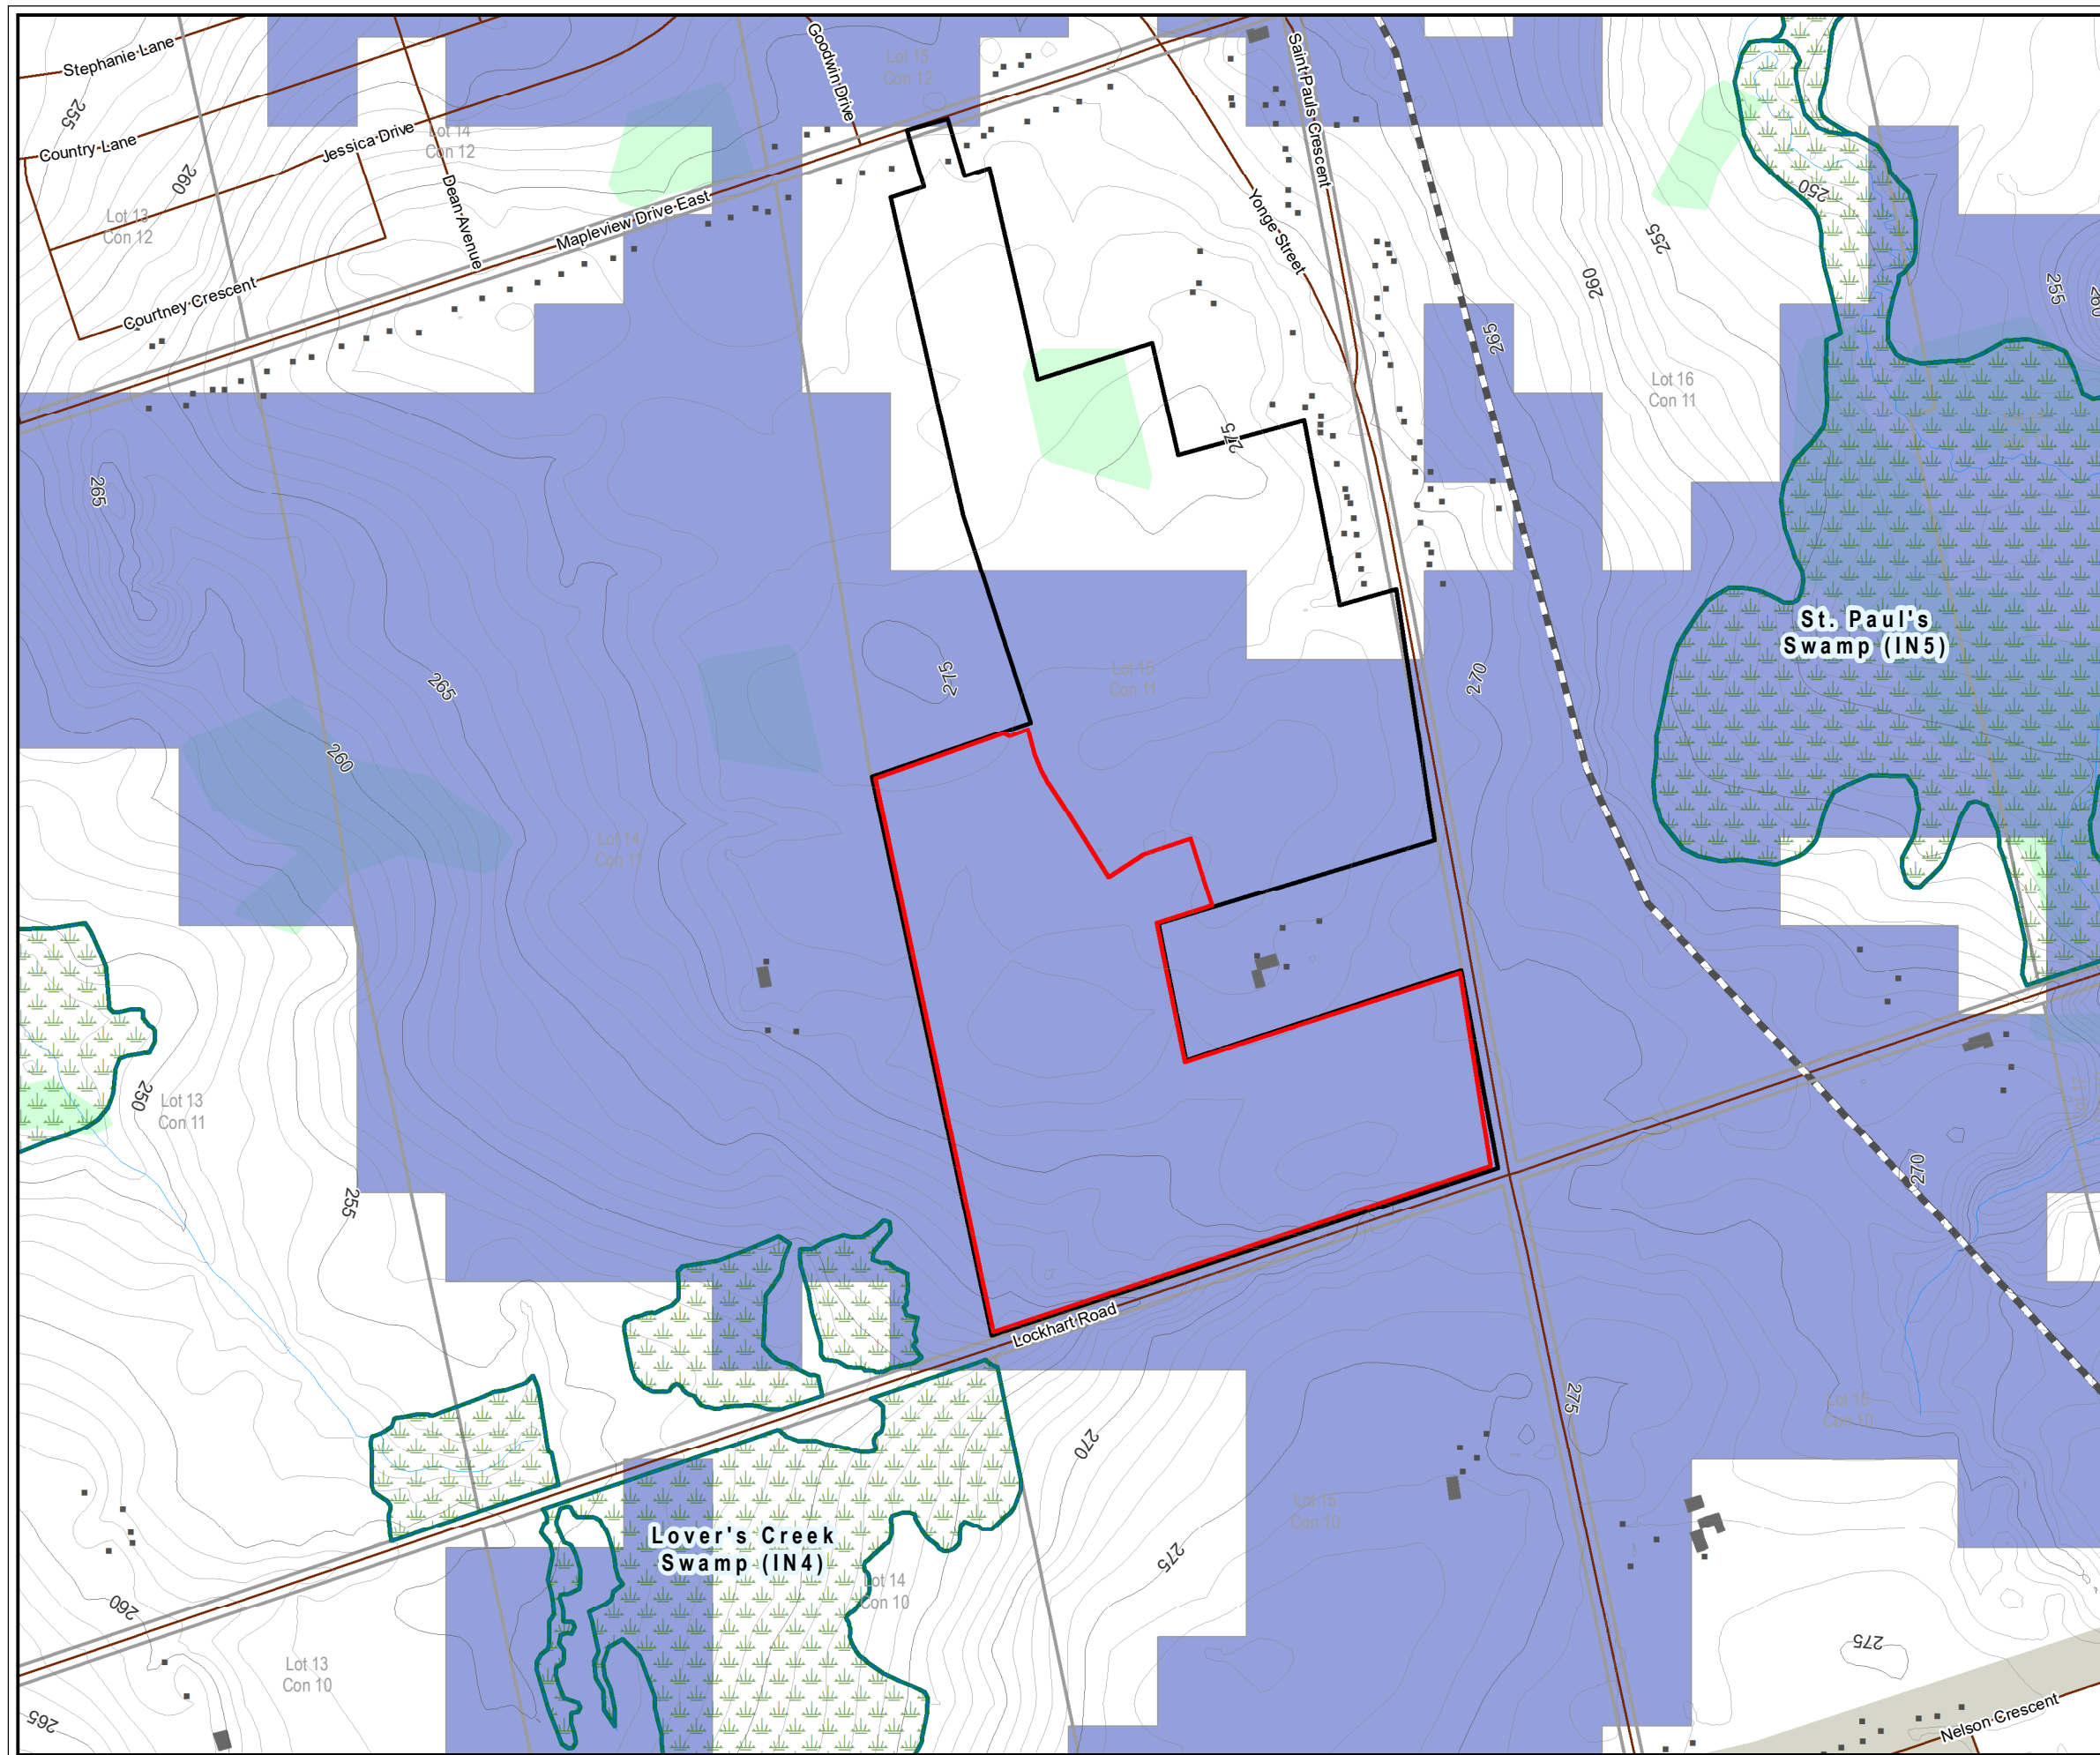 Stephanie Lane
Goodwin Drive
Lot 15
Con 12
Saint Pauls Crescent
255
Country Lane
Jessica Drive
Lot 14
Con 12
260
Dean Avenue
Lot 13
Con 12
Mapleview Drive East
Yonge Street
250
255
260
255
260
Courtney Crescent
265
Lot 16
Con 11
275
265
St. Paul's
Swamp (IN5)
265
275
Lot 15
Con 11
270
260
Lot 14
Con 11
250
Lot 13
Con 11
255
270
Lockhart Road
275
Lot 16
Con 10
270
Lot 15
Con 10
Lover's Creek
Swamp (IN4)
275
Lot 14
Con 10
260
Lot 13
Con 10
275
265
Nelson Crescent